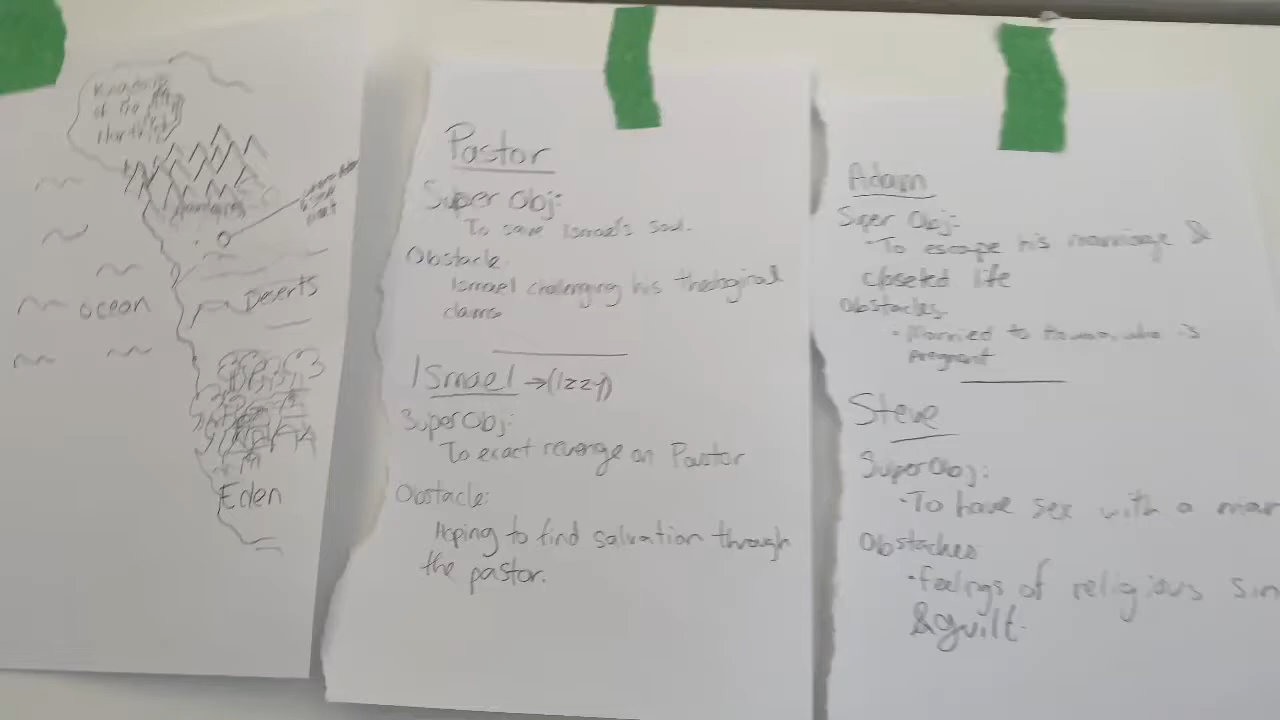 Kingdom
of the
North
Mountains
Deserts
ocean
Eden
Pastor
Super Obj:
To save Ismael's soul.
Obstacle:
Ismael challenging his theological
claims
Ismael → (Izzy)
Super Obj:
To exact revenge on Pastor
Obstacle:
Hoping to find salvation through
the pastor.
Adam
Super Obj:
- To escape his marriage &
closeted life
Obstacles:
- Married to who is
pregnant
Steve
Super Obj:
- To have sex with a man
Obstacles
- Feelings of religious sin
& guilt.